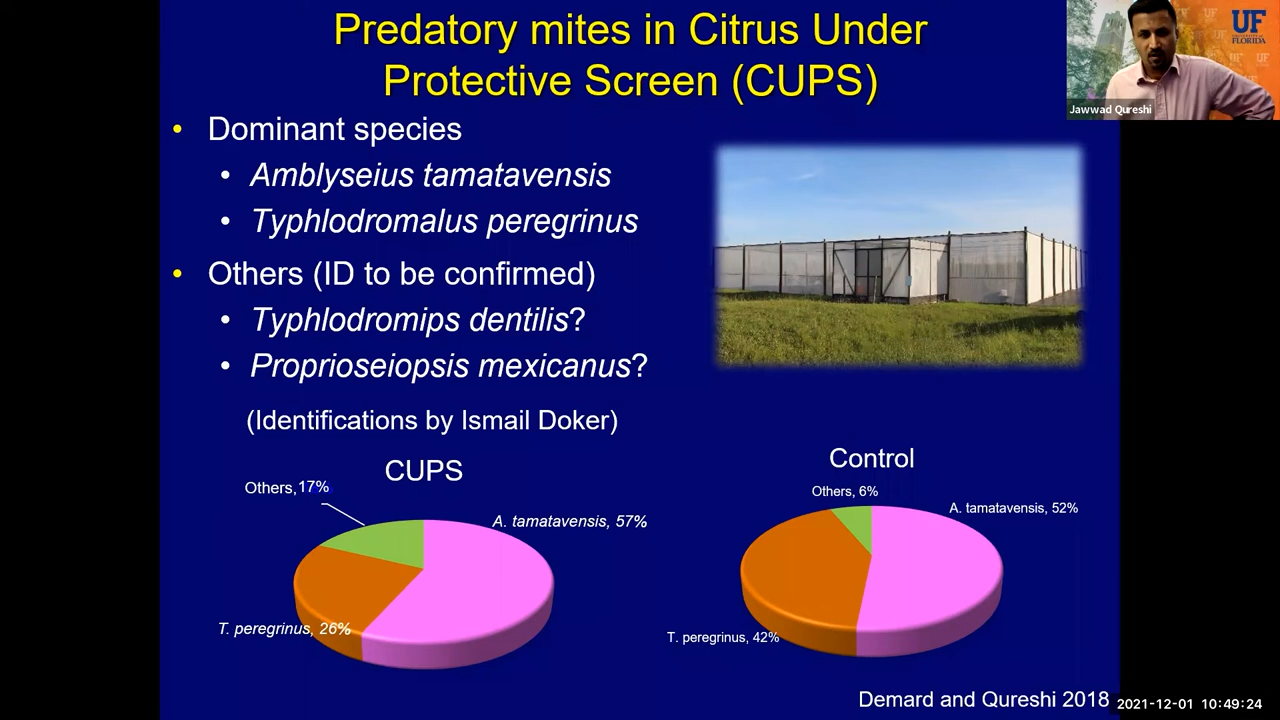 Predatory mites in Citrus Under
Protective Screen (CUPS)
UF
FLORIDA
Jawwad Qureshi
• Dominant species
• Amblyseius tamatavensis
• Typhlodromalus peregrinus
• Others (ID to be confirmed)
• Typhlodromips dentilis?
• Proprioseiopsis mexicanus?
(Identifications by Ismail Doker)
CUPS
Others, 17%
A. tamatavensis, 57%
T. peregrinus, 26%
Control
Others, 6%
A. tamatavensis, 52%
T. peregrinus, 42%
Demard and Qureshi 2018
2021-12-01 10:49:24